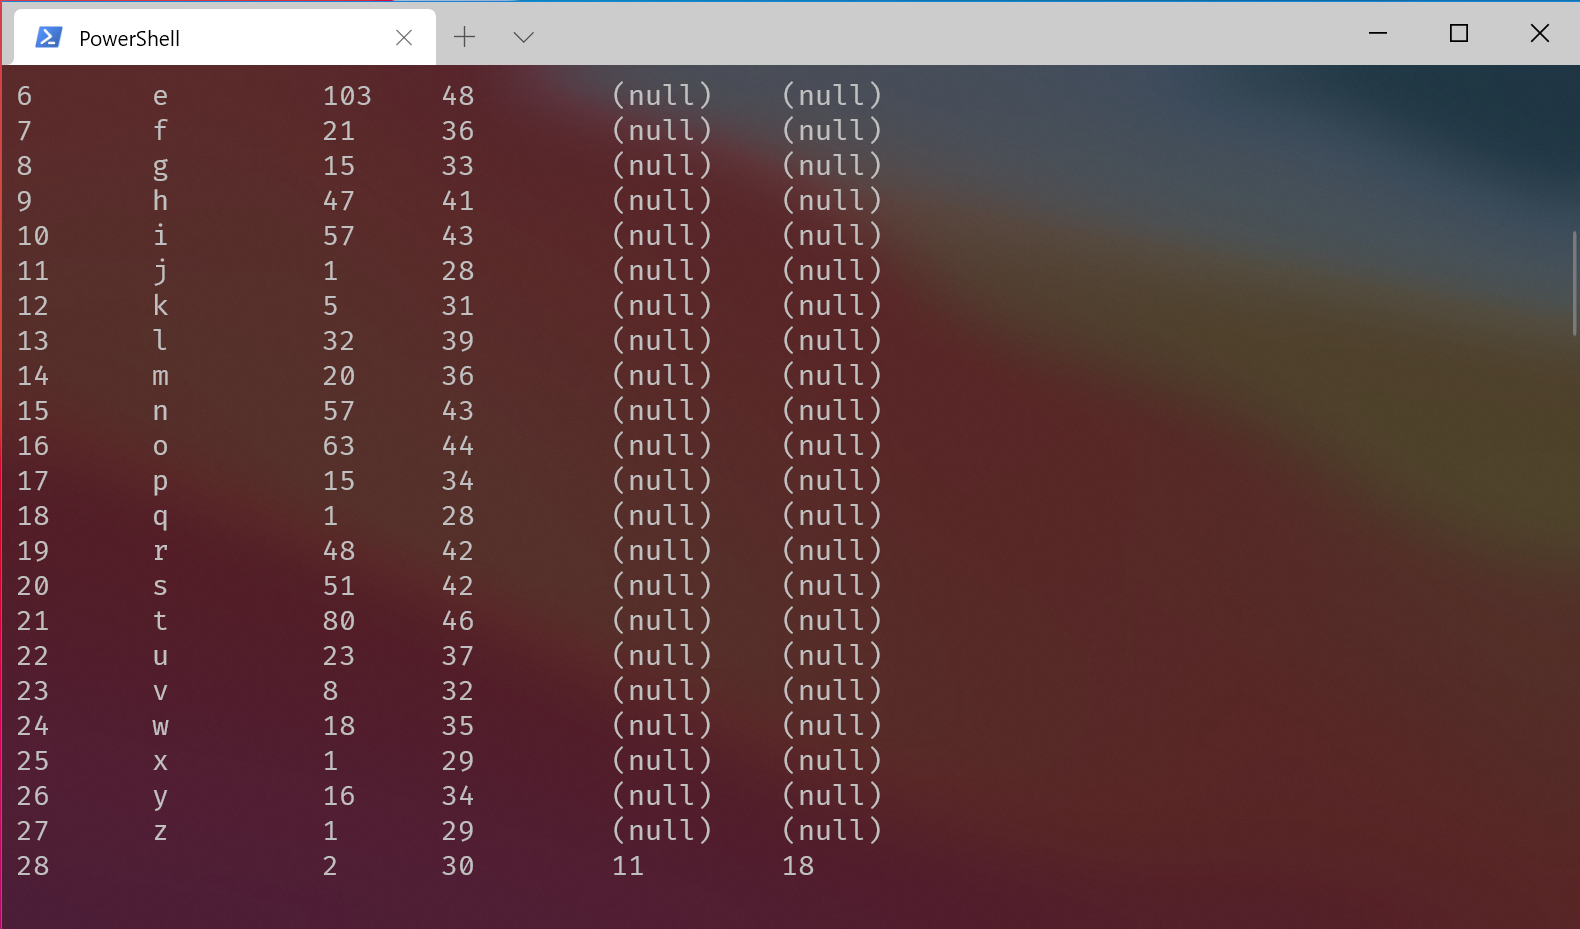 PowerShell
6 e 103 48 (null) (null)
7 f 21 36 (null) (null)
8 g 15 33 (null) (null)
9 h 47 41 (null) (null)
10 i 57 43 (null) (null)
11 j 1 28 (null) (null)
12 k 5 31 (null) (null)
13 l 32 39 (null) (null)
14 m 20 36 (null) (null)
15 n 57 43 (null) (null)
16 o 63 44 (null) (null)
17 p 15 34 (null) (null)
18 q 1 28 (null) (null)
19 r 48 42 (null) (null)
20 s 51 42 (null) (null)
21 t 80 46 (null) (null)
22 u 23 37 (null) (null)
23 v 8 32 (null) (null)
24 w 18 35 (null) (null)
25 x 1 29 (null) (null)
26 y 16 34 (null) (null)
27 z 1 29 (null) (null)
28 2 30 11 18